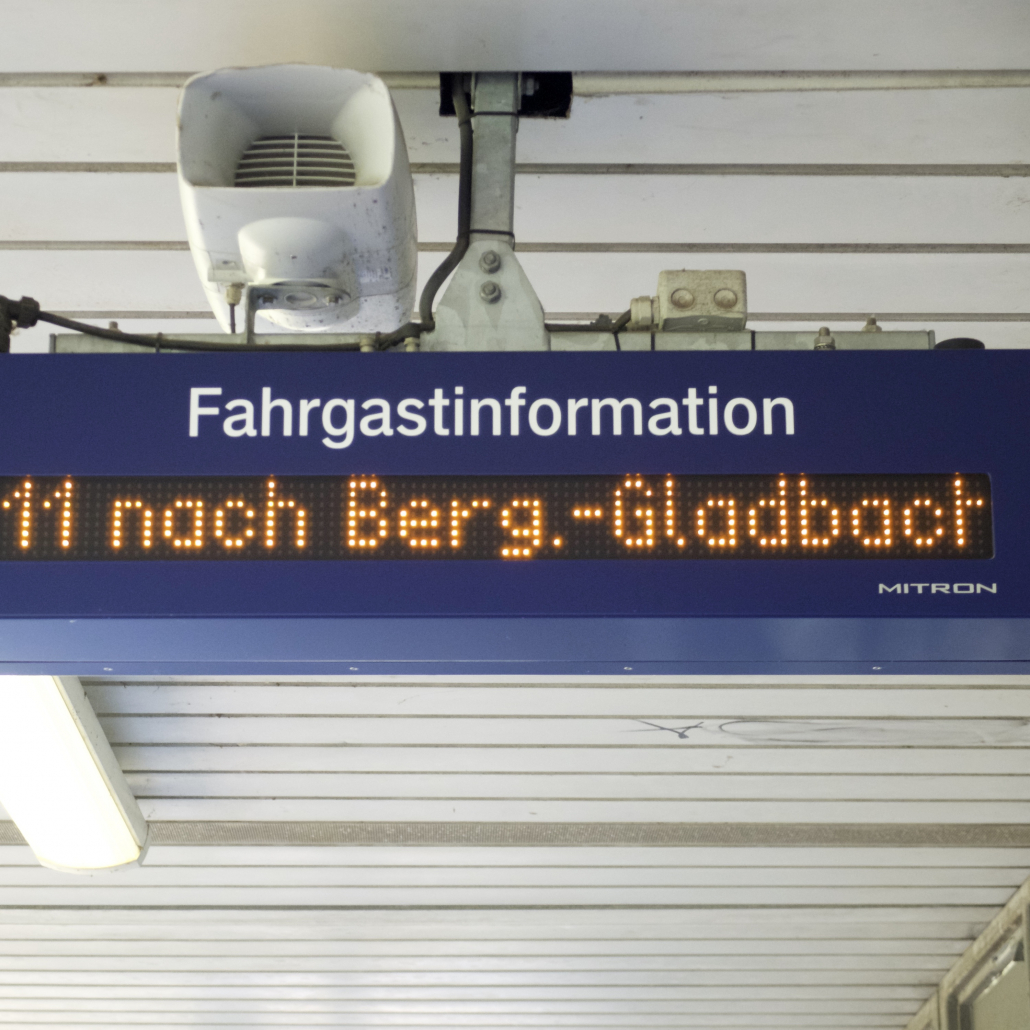 Fahrgastinformation
11 nach Berg.-Gladbach
MITRON